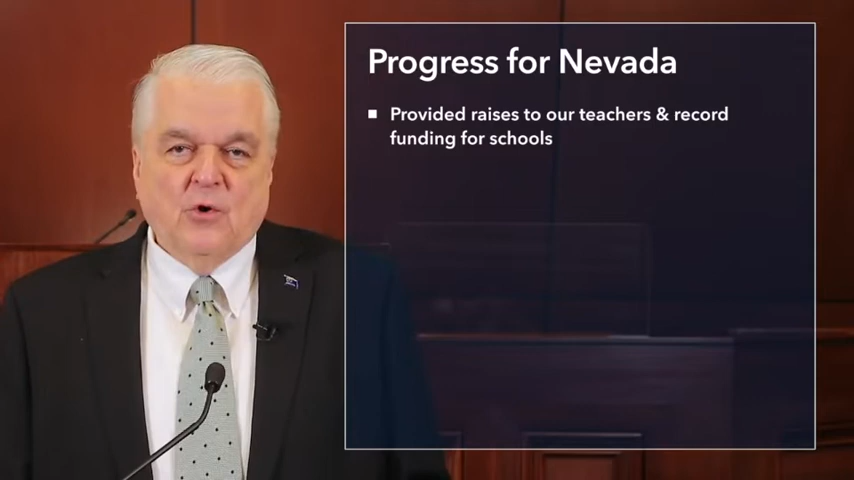 Progress for Nevada
Provided raises to our teachers & record
funding for schools